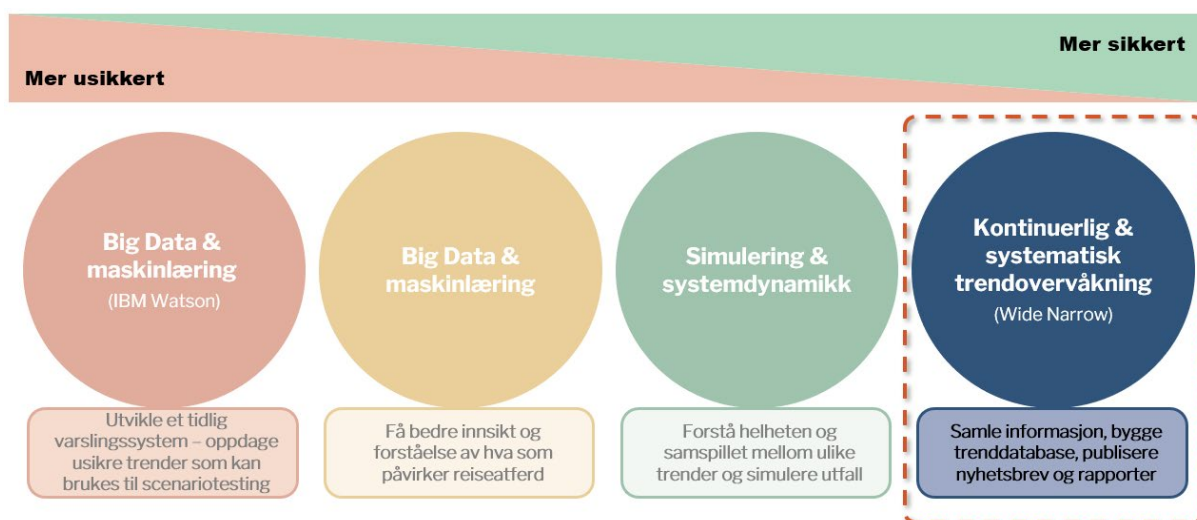 Mer sikkert
Mer usikkert
Big Data &
maskinlæring
(IBM Watson)
Utvikle et tidlig
varslingssystem – oppdage
usikre trender som kan
brukes til scenariotesting
Big Data &
maskinlæring
Få bedre innsikt og
forståelse av hva som
påvirker reiseatferd
Simulering &
systemdynamikk
Forstå helheten og
samspillet mellom ulike
trender og simulere utfall
Kontinuerlig &
systematisk
trendovervåkning
(Wide Narrow)
Samle informasjon, bygge
trenddatabase, publisere
nyhetsbrev og rapporter